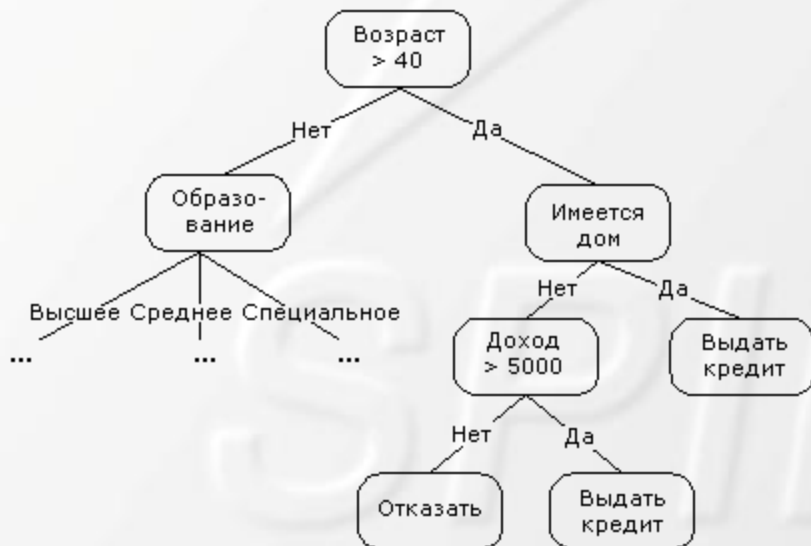 Возраст
> 40
Нет
Да
Образо-
вание
Имеется
дом
Высшее Среднее Специальное
... ... ...
Нет
Да
Доход
> 5000
Выдать
кредит
Нет
Да
Отказать
Выдать
кредит
SPI